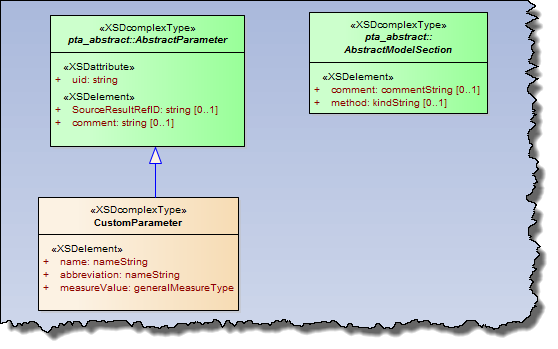 «XSDcomplexType»
pta_abstract::AbstractParameter
«XSDattribute»
+ uid: string
«XSDelement»
+ SourceResultRefID: string [0..1]
+ comment: string [0..1]
«XSDcomplexType»
pta_abstract::
AbstractModelSection
«XSDelement»
+ comment: commentString [0..1]
+ method: kindString [0..1]
«XSDcomplexType»
CustomParameter
«XSDelement»
+ name: nameString
+ abbreviation: nameString
+ measureValue: generalMeasureType